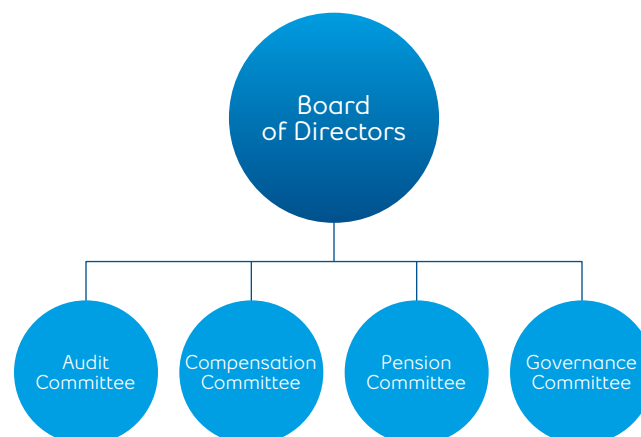 Board
of Directors
Audit
Committee
Compensation
Committee
Pension
Committee
Governance
Committee